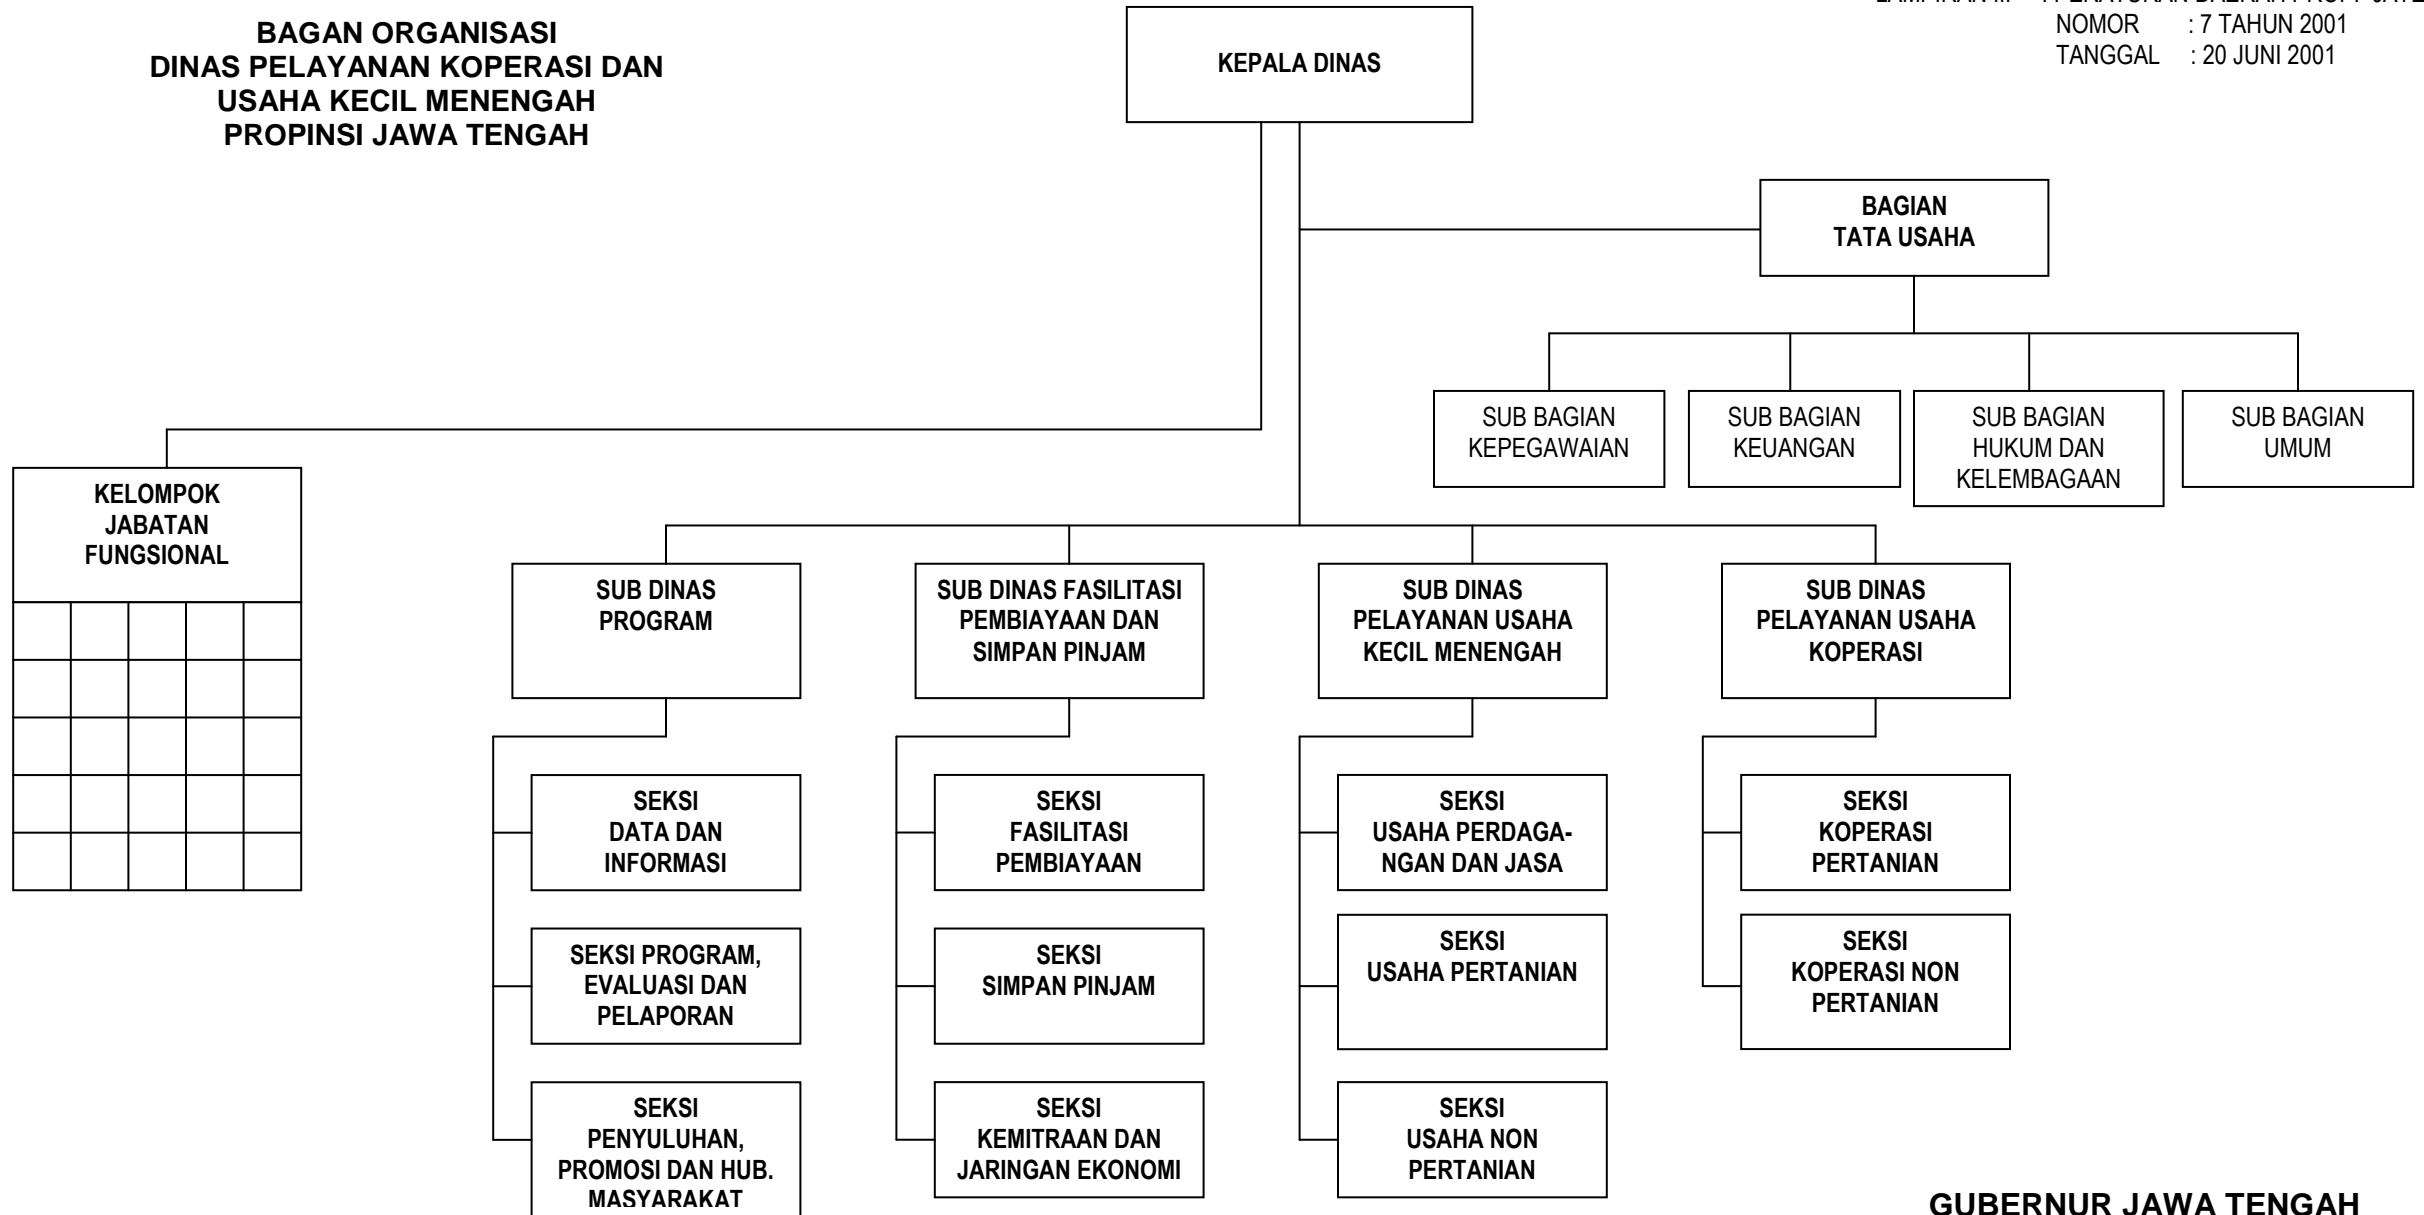 BAGAN ORGANISASI
DINAS PELAYANAN KOPERASI DAN
USAHA KECIL MENENGAH
PROPINSI JAWA TENGAH
NOMOR : 7 TAHUN 2001
TANGGAL : 20 JUNI 2001
KEPALA DINAS
BAGIAN
TATA USAHA
SUB BAGIAN
KEPEGAWAIAN
SUB BAGIAN
KEUANGAN
SUB BAGIAN
HUKUM DAN
KELEMBAGAAN
SUB BAGIAN
UMUM
KELOMPOK
JABATAN
FUNGSIONAL
SUB DINAS
PROGRAM
SUB DINAS FASILITASI
PEMBIAYAAN DAN
SIMPAN PINJAM
SUB DINAS
PELAYANAN USAHA
KECIL MENENGAH
SUB DINAS
PELAYANAN USAHA
KOPERASI
SEKSI
DATA DAN
INFORMASI
SEKSI
FASILITASI
PEMBIAYAAN
SEKSI
USAHA PERDAGA-
NGAN DAN JASA
SEKSI
KOPERASI
PERTANIAN
SEKSI PROGRAM,
EVALUASI DAN
PELAPORAN
SEKSI
SIMPAN PINJAM
SEKSI
USAHA PERTANIAN
SEKSI
KOPERASI NON
PERTANIAN
SEKSI
PENYULUHAN,
PROMOSI DAN HUB.
MASYARAKAT
SEKSI
KEMITRAAN DAN
JARINGAN EKONOMI
SEKSI
USAHA NON
PERTANIAN
GUBERNUR JAWA TENGAH